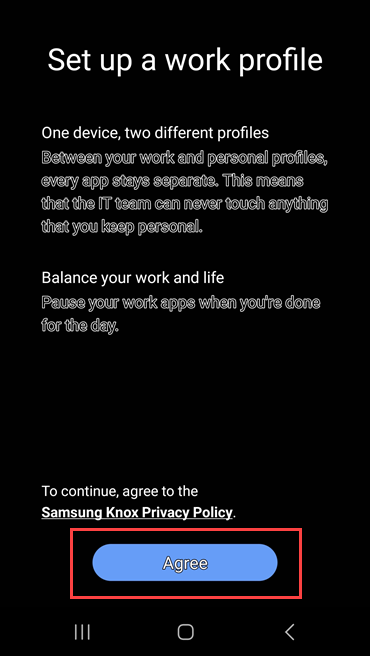 Set up a work profile
One device, two different profiles
Between your work and personal profiles,
every app stays separate. This means
that the IT team can never touch anything
that you keep personal.
Balance your work and life
Pause your work apps when you're done
for the day.
To continue, agree to the
Samsung Knox Privacy Policy.
Agree